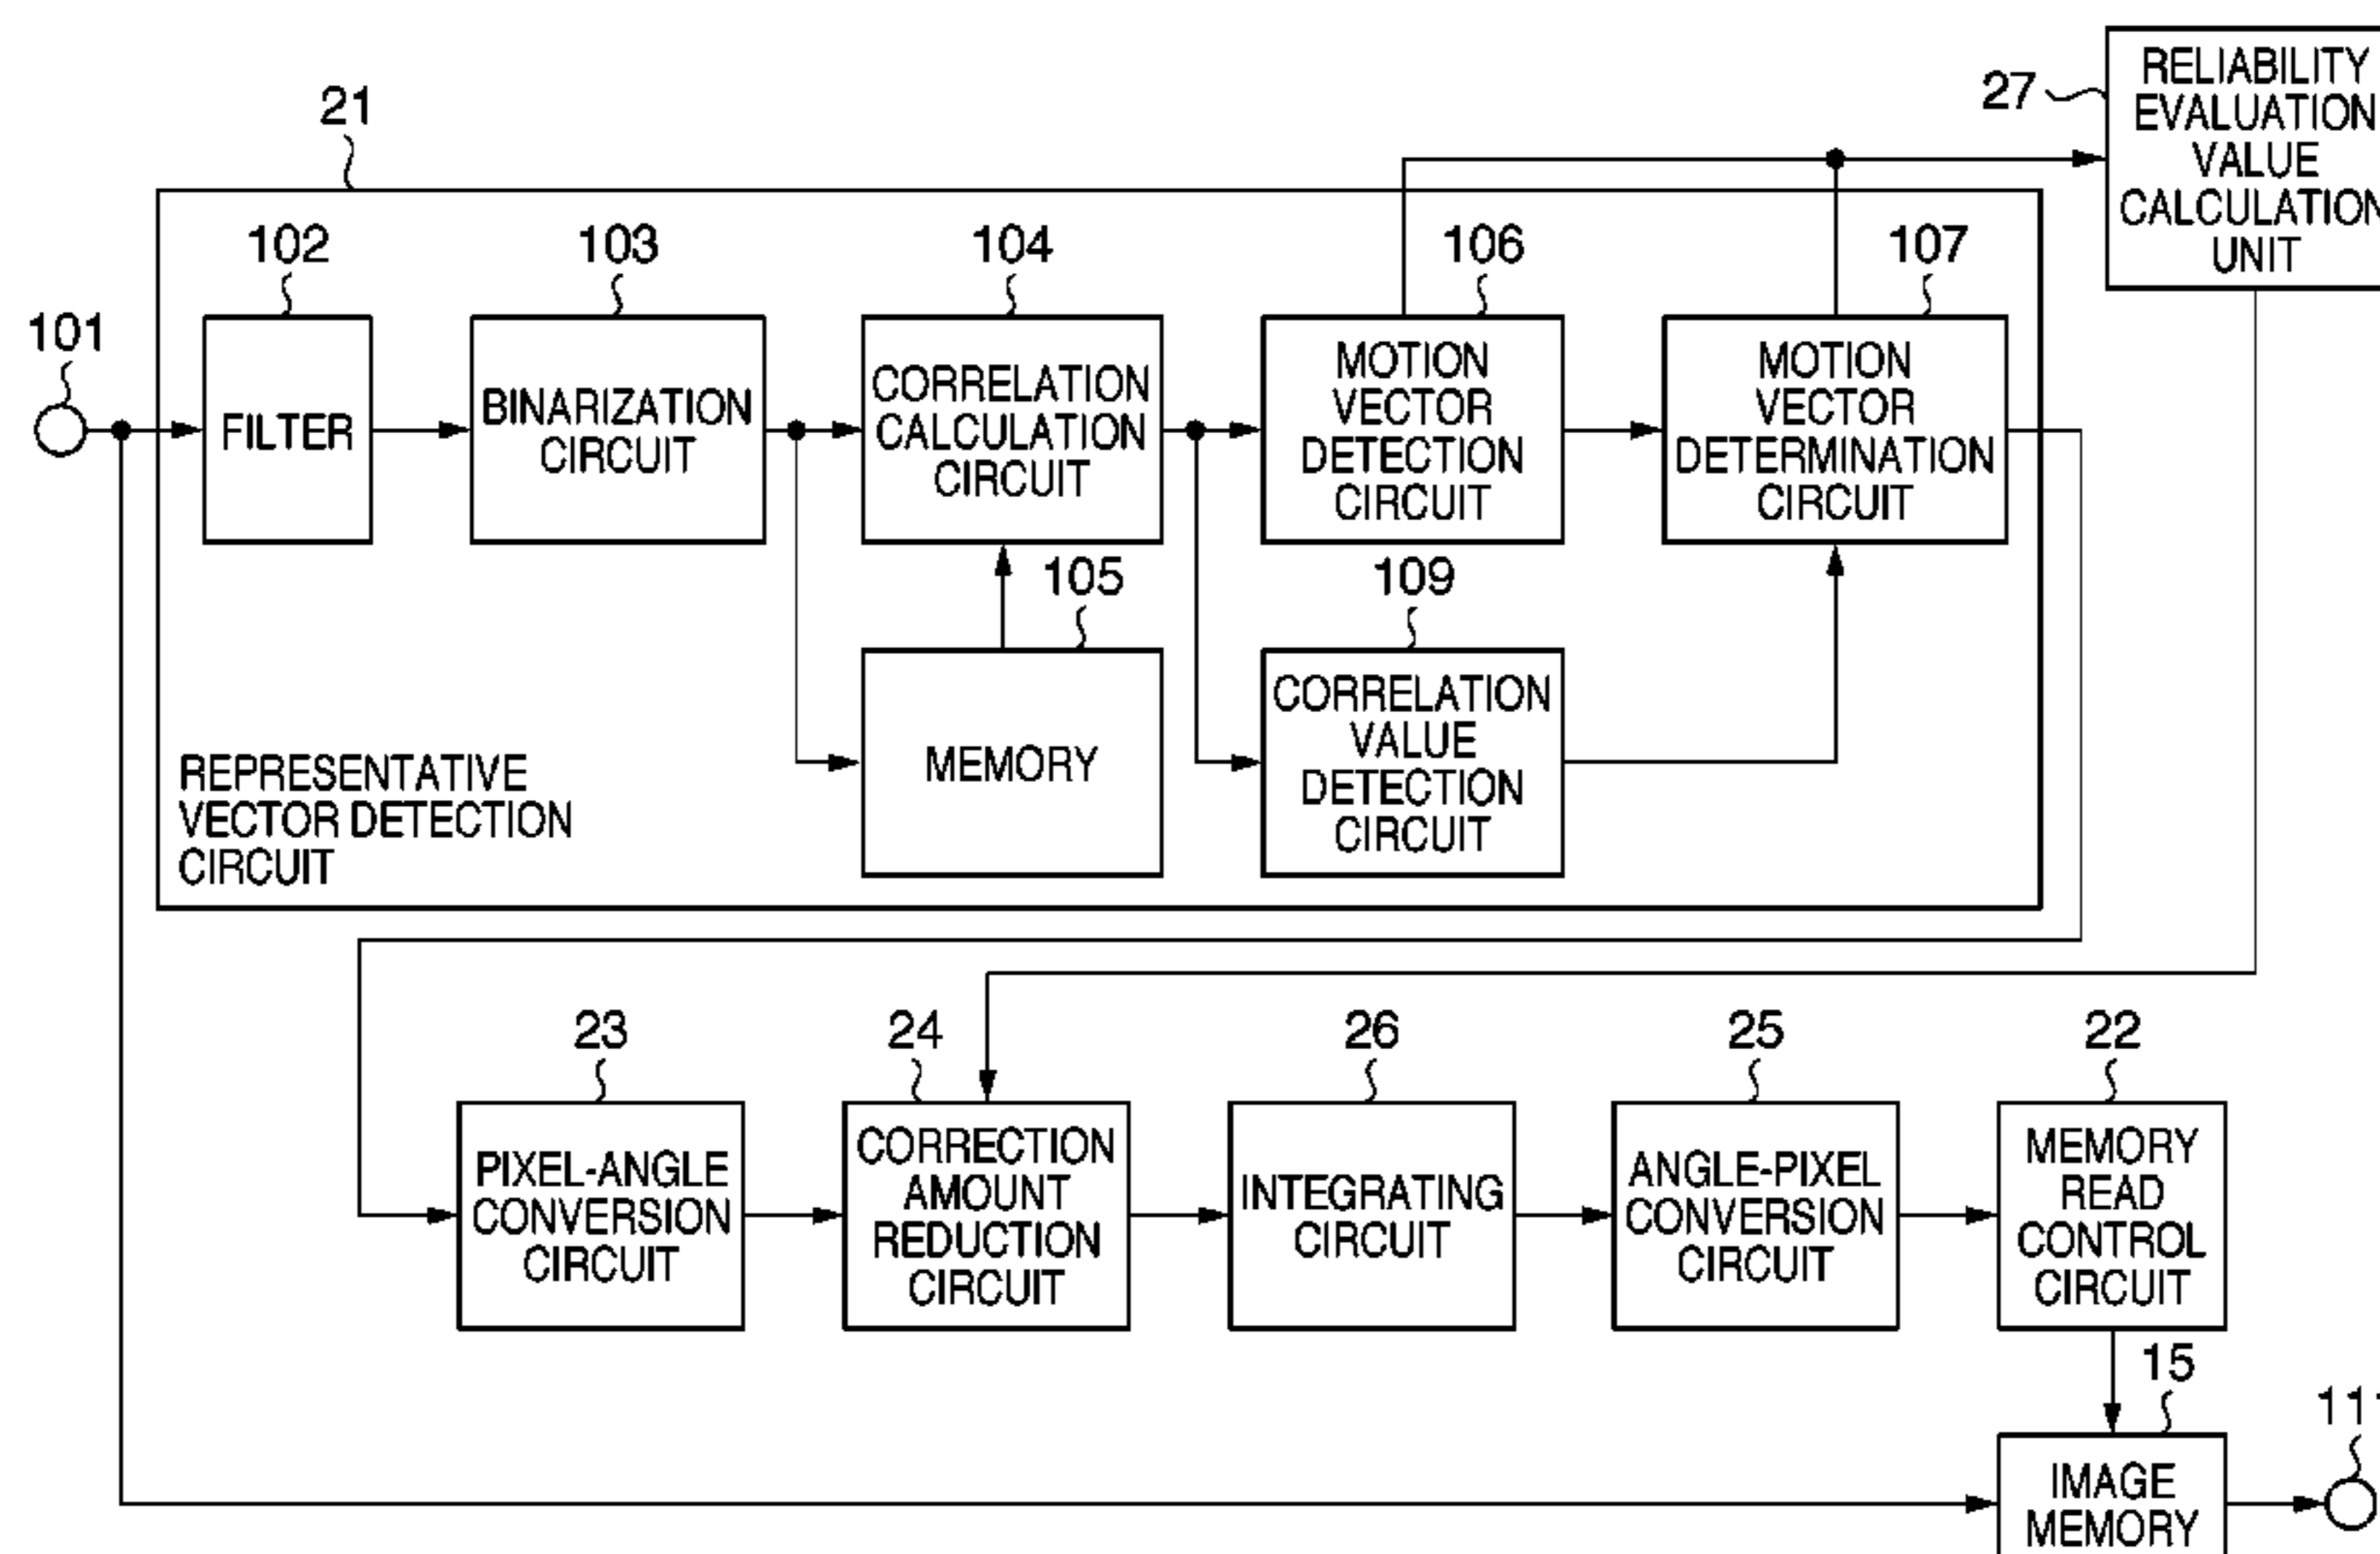 21
27
RELIABILITY
EVALUATION
VALUE
CALCULATION
UNIT
101
102
FILTER
103
BINARIZATION
CIRCUIT
104
CORRELATION
CALCULATION
CIRCUIT
106
MOTION
VECTOR
DETECTION
CIRCUIT
107
MOTION
VECTOR
DETERMINATION
CIRCUIT
105
MEMORY
109
CORRELATION
VALUE
DETECTION
CIRCUIT
REPRESENTATIVE
VECTOR DETECTION
CIRCUIT
23
PIXEL-ANGLE
CONVERSION
CIRCUIT
24
CORRECTION
AMOUNT
REDUCTION
CIRCUIT
26
INTEGRATING
CIRCUIT
25
ANGLE-PIXEL
CONVERSION
CIRCUIT
22
MEMORY
READ
CONTROL
CIRCUIT
15
IMAGE
MEMORY